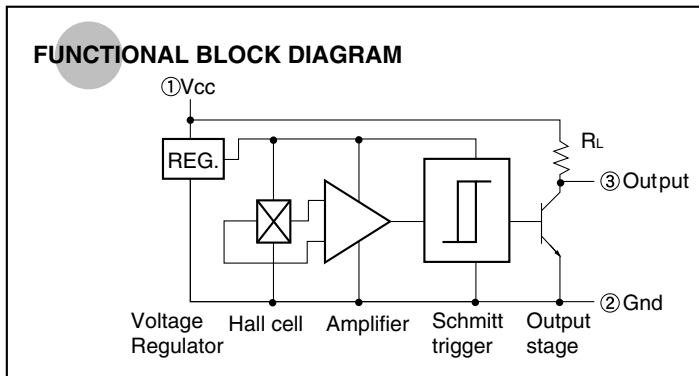 FUNCTIONAL BLOCK DIAGRAM
①Vcc
REG.
RL
③Output
②Gnd
Voltage Regulator
Hall cell
Amplifier
Schmitt trigger
Output stage